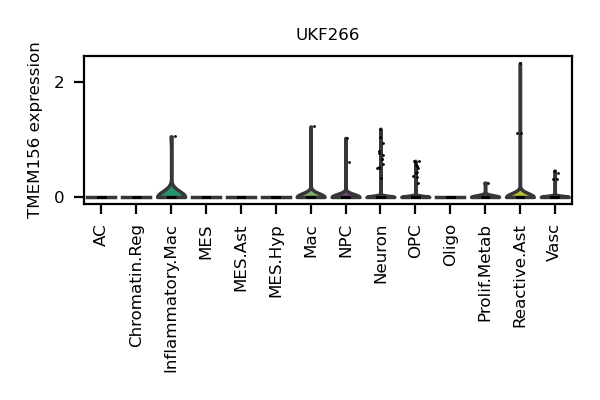 UKF266
TMEM156 expression
2
0
AC
Chromatin.Reg
Inflammatory.Mac
MES
MES.Ast
MES.Hyp
Mac
NPC
Neuron
OPC
Oligo
Prolif.Metab
Reactive.Ast
Vasc